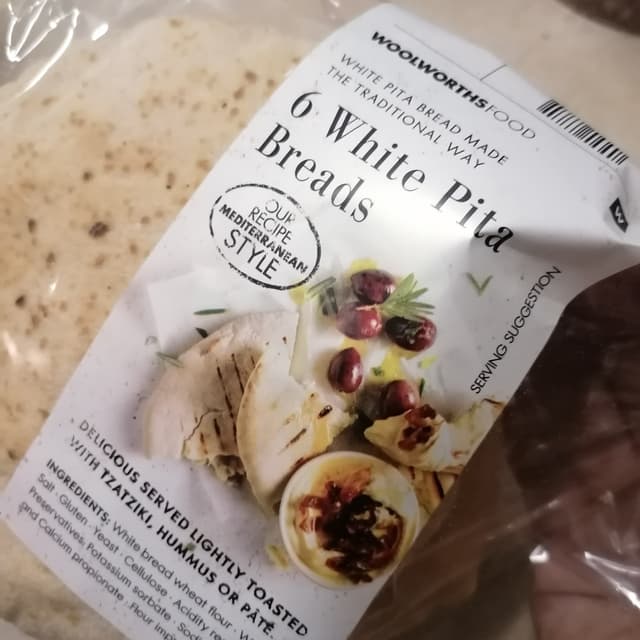 WOOLWORTHSFOOD
WHITE PITA BREAD MADE
THE TRADITIONAL WAY
6 White Pita
Breads
OUR
RECIPE
MEDITERRANEAN
STYLE
W
SERVING SUGGESTION
DELICIOUS SERVED LIGHTLY TOASTED
WITH TZATZIKI, HUMMUS OR PATÉ.
INGREDIENTS: White bread wheat flour · W
Salt · Gluten · Yeast · Cellulose · Acidity
Preservatives: Potassium sorbate
and Calcium propionate · Flour